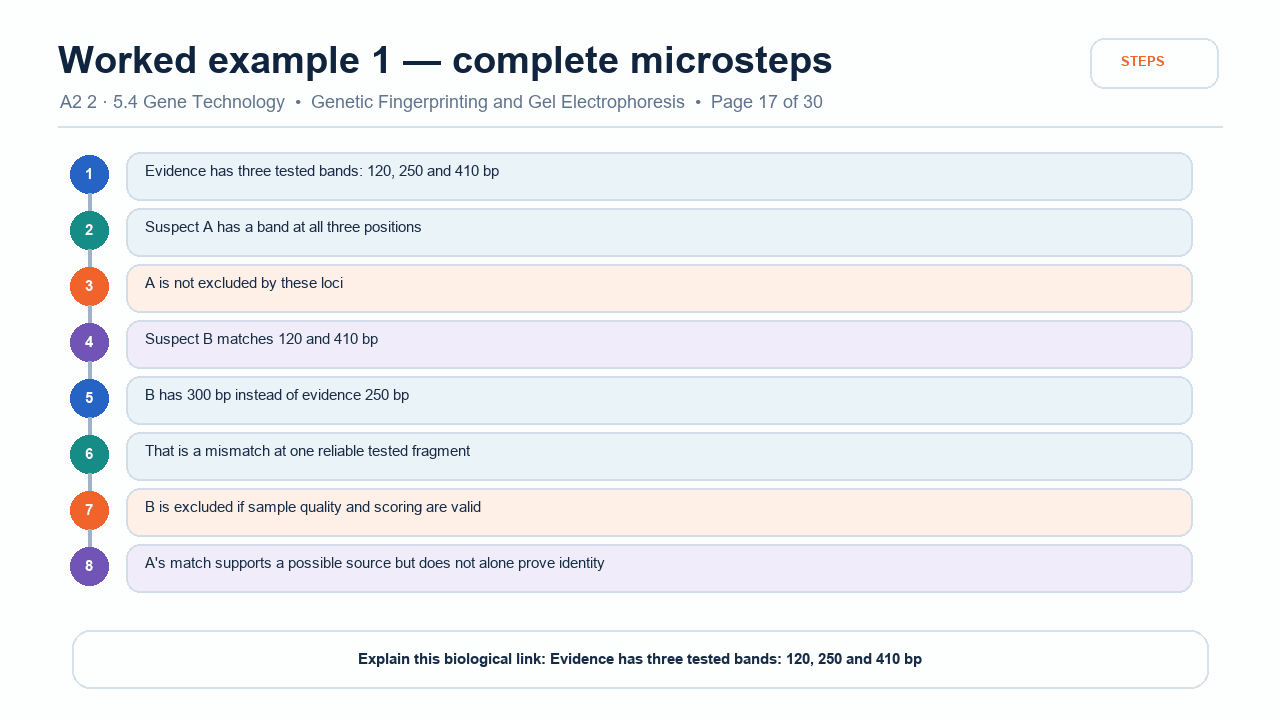 Worked example 1 — complete microsteps
STEPS
A2 2 · 5.4 Gene Technology • Genetic Fingerprinting and Gel Electrophoresis • Page 17 of 30
1 Evidence has three tested bands: 120, 250 and 410 bp
2 Suspect A has a band at all three positions
3 A is not excluded by these loci
4 Suspect B matches 120 and 410 bp
5 B has 300 bp instead of evidence 250 bp
6 That is a mismatch at one reliable tested fragment
7 B is excluded if sample quality and scoring are valid
8 A's match supports a possible source but does not alone prove identity
Explain this biological link: Evidence has three tested bands: 120, 250 and 410 bp